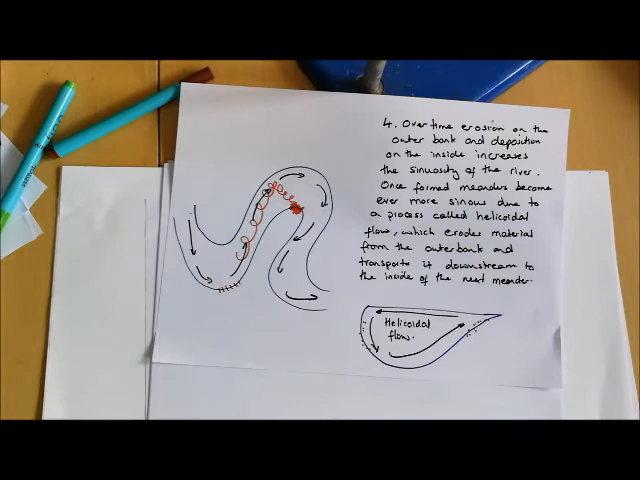 4. Over time erosion on the
outer bank and deposition
on the inside increases
the sinuosity of the river.
Once formed meanders become
ever more sinous due to
a process called helicoidal
flow, which erodes material
from the outerbank and
transports it downstream to
the inside of the next meander.
Helicoidal
flow.